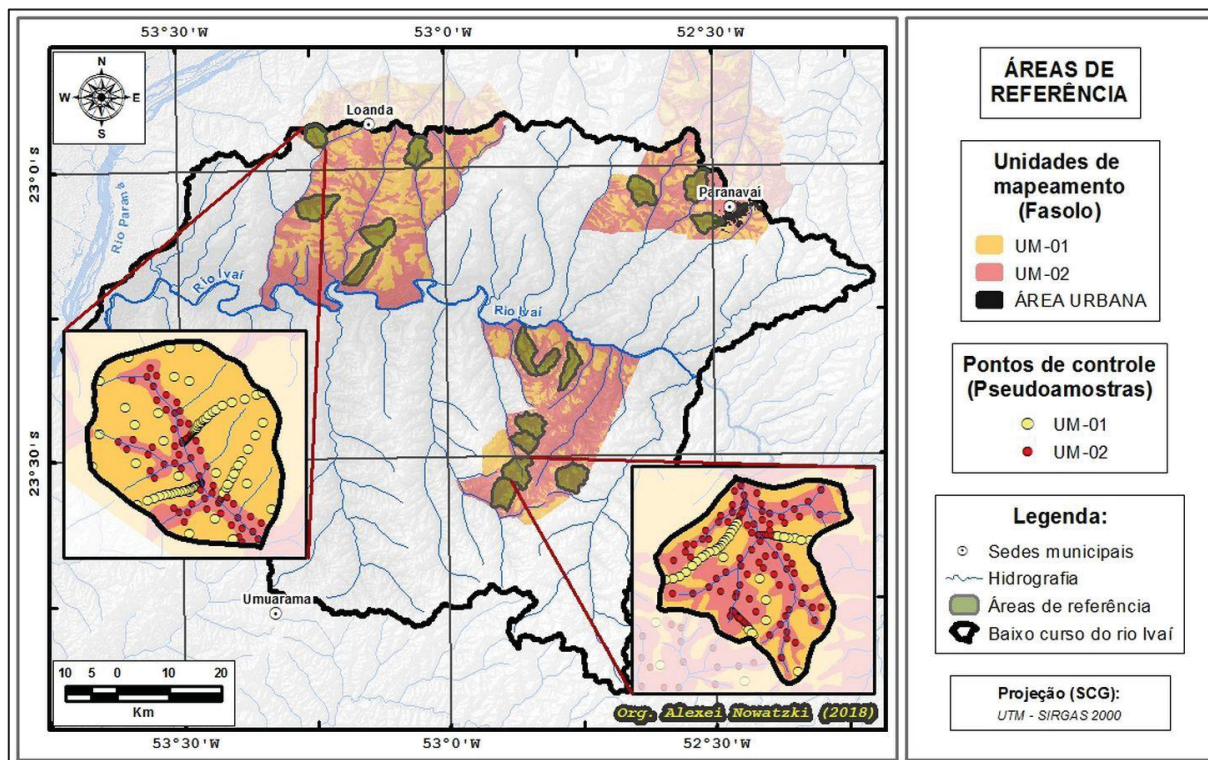 53°30'W 53°0'W 52°30'W
N
W E
S
Loanda
23°0'S
Paranavaí
Rio Paraná
Rio Ivaí
Rio Ivaí
23°30'S
Umuarama
10 5 0 10 20
Km
Org. Alexei Nowatzki (2018)
53°30'W 53°0'W 52°30'W
ÁREAS DE
REFERÊNCIA
Unidades de
mapeamento
(Fasolo)
UM-01
UM-02
ÁREA URBANA
Pontos de controle
(Pseudoamostras)
UM-01
UM-02
Legenda:
Sedes municipais
Hidrografia
Áreas de referência
Baixo curso do rio Ivaí
Projeção (SCG):
UTM - SIRGAS 2000